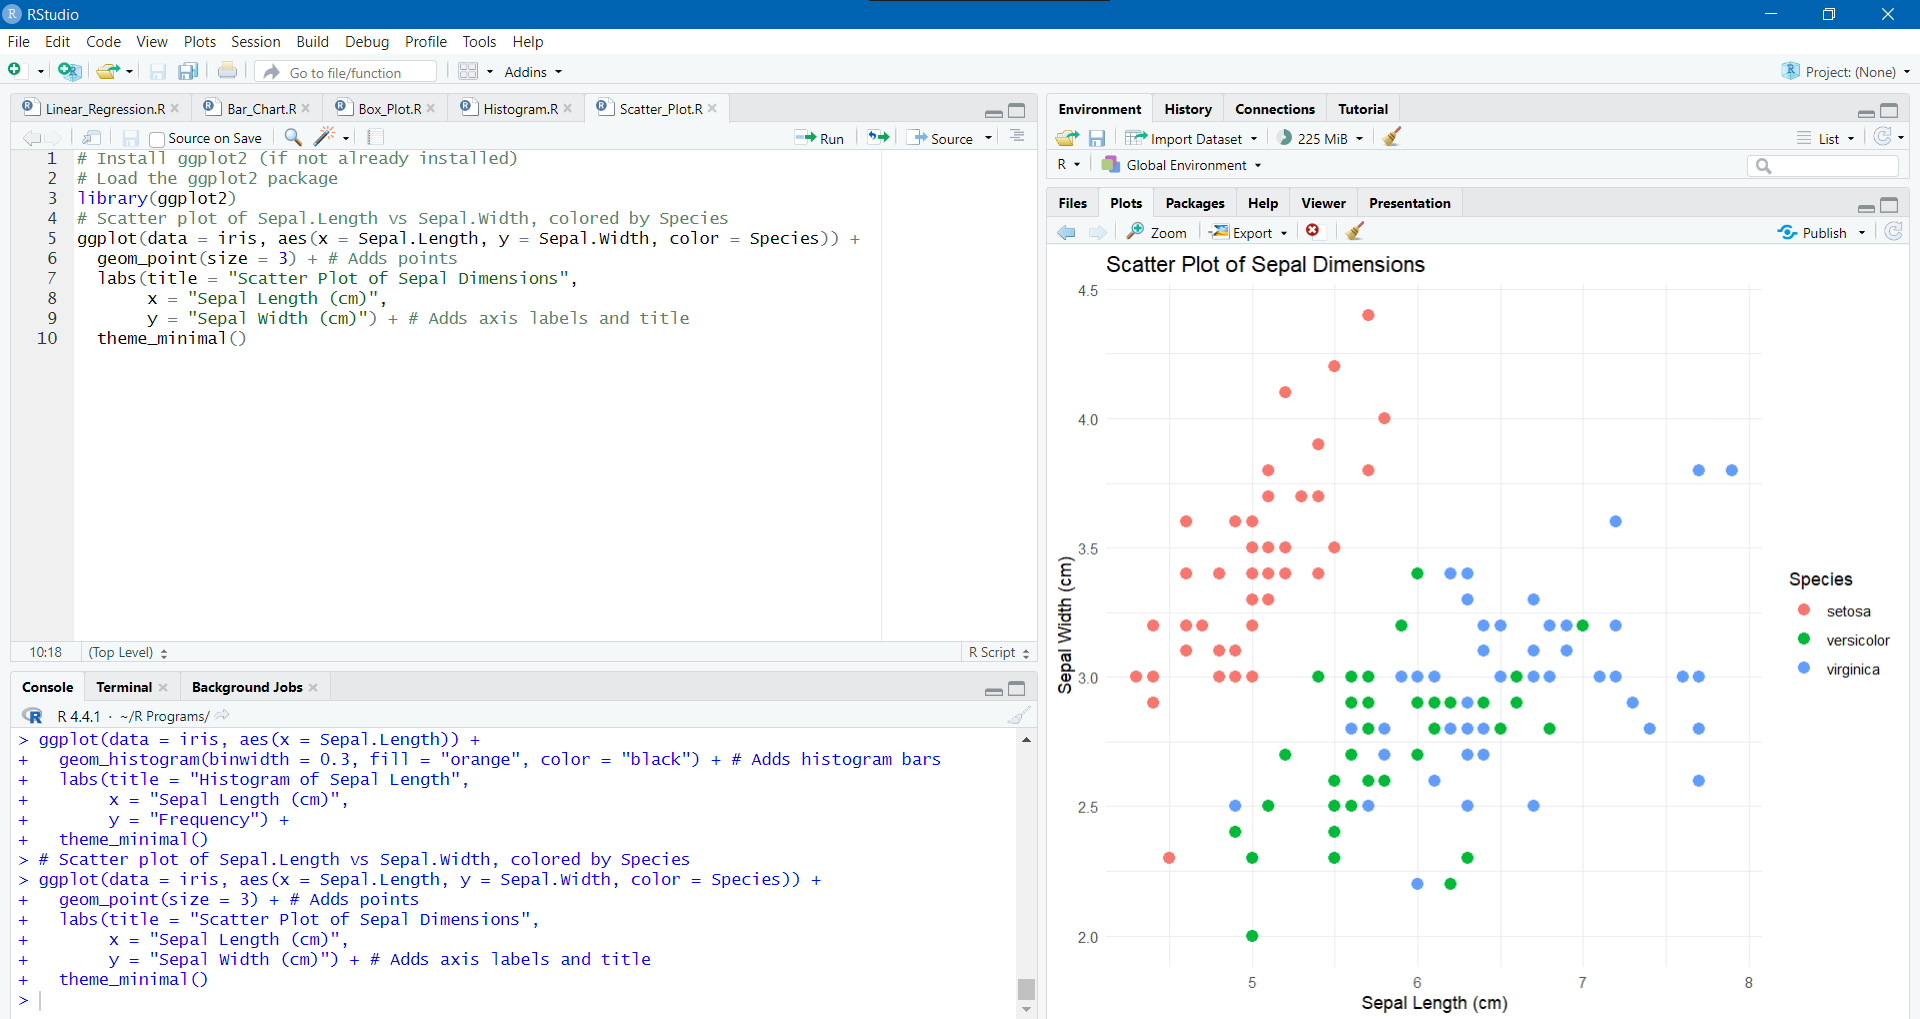 RStudio
File Edit Code View Plots Session Build Debug Profile Tools Help
Go to file/function Addins Project: (None)
Linear_Regression.R Bar_Chart.R Box_Plot.R Histogram.R Scatter_Plot.R
Source on Save Run Source
1 # Install ggplot2 (if not already installed)
2 # Load the ggplot2 package
3 library(ggplot2)
4 # Scatter plot of Sepal.Length vs Sepal.Width, colored by Species
5 ggplot(data = iris, aes(x = Sepal.Length, y = Sepal.Width, color = Species)) +
6   geom_point(size = 3) + # Adds points
7   labs(title = "Scatter Plot of Sepal Dimensions",
8        x = "Sepal Length (cm)",
9        y = "Sepal Width (cm)") + # Adds axis labels and title
10   theme_minimal()
10:18 (Top Level) R Script
Console Terminal Background Jobs
R R 4.4.1 · ~/R Programs/
> ggplot(data = iris, aes(x = Sepal.Length)) +
+   geom_histogram(binwidth = 0.3, fill = "orange", color = "black") + # Adds histogram bars
+   labs(title = "Histogram of Sepal Length",
+        x = "Sepal Length (cm)",
+        y = "Frequency") +
+   theme_minimal()
> # Scatter plot of Sepal.Length vs Sepal.Width, colored by Species
> ggplot(data = iris, aes(x = Sepal.Length, y = Sepal.Width, color = Species)) +
+   geom_point(size = 3) + # Adds points
+   labs(title = "Scatter Plot of Sepal Dimensions",
+        x = "Sepal Length (cm)",
+        y = "Sepal Width (cm)") + # Adds axis labels and title
+   theme_minimal()
>
Environment History Connections Tutorial
Import Dataset 225 MiB List
R Global Environment
Files Plots Packages Help Viewer Presentation
Zoom Export Publish
Scatter Plot of Sepal Dimensions
4.5
4.0
3.5
3.0
2.5
2.0
Sepal Width (cm)
5 6 7 8
Sepal Length (cm)
Species
setosa
versicolor
virginica